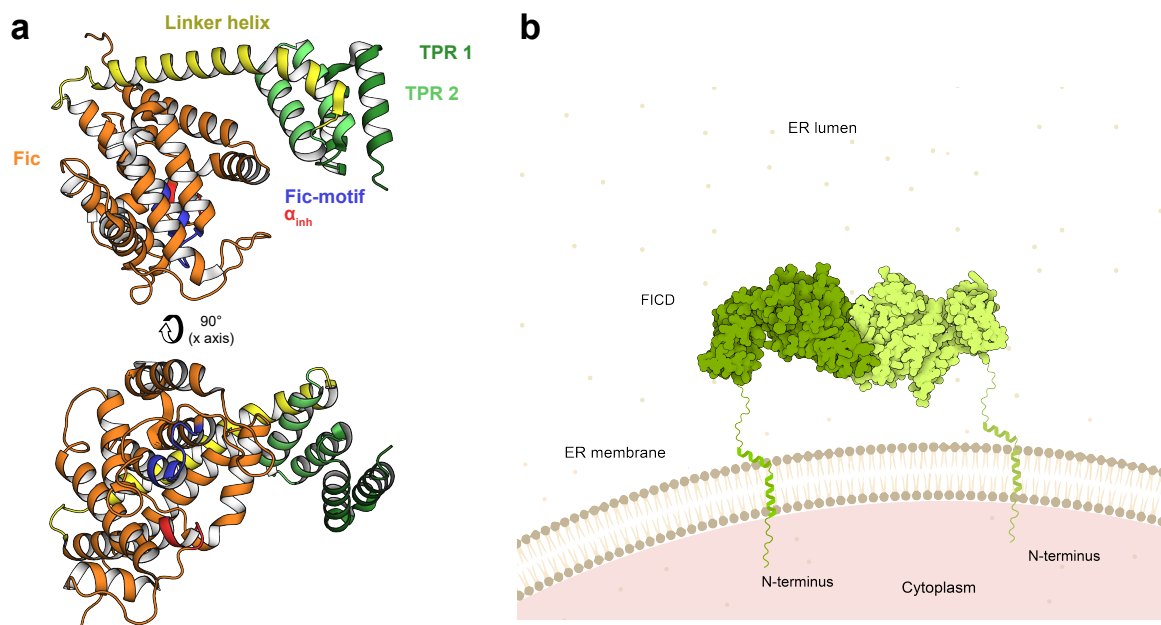 a
Linker helix
TPR 1
TPR 2
Fic
Fic-motif
αinh
90°
(x axis)
b
ER lumen
FICD
ER membrane
N-terminus
N-terminus
Cytoplasm